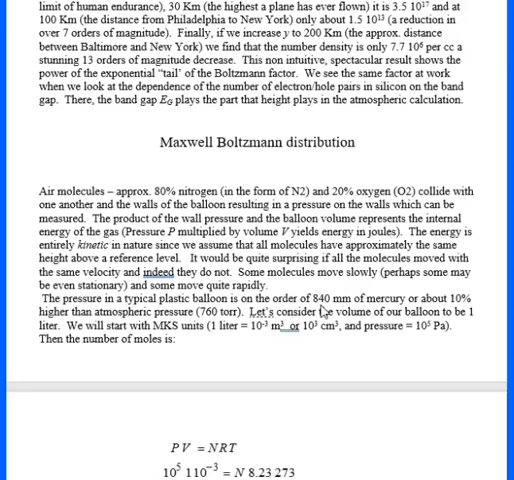 limit of human endurance), 30 Km (the highest a plane has ever flown) it is 3.5 10¹⁷ and at
100 Km (the distance from Philadelphia to New York) only about 1.5 10¹³ (a reduction in
over 7 orders of magnitude).  Finally, if we increase y to 200 Km (the approx. distance
between Baltimore and New York) we find that the number density is only 7.7 10⁶ per cc a
stunning 13 orders of magnitude decrease.  This non intuitive, spectacular result shows the
power of the exponential “tail’ of the Boltzmann factor.  We see the same factor at work
when we look at the dependence of the number of electron/hole pairs in silicon on the band
gap.  There, the band gap E_G plays the part that height plays in the atmospheric calculation.
Maxwell Boltzmann distribution
Air molecules – approx. 80% nitrogen (in the form of N2) and 20% oxygen (O2) collide with
one another and the walls of the balloon resulting in a pressure on the walls which can be
measured.  The product of the wall pressure and the balloon volume represents the internal
energy of the gas (Pressure P multiplied by volume V yields energy in joules).  The energy is
entirely kinetic in nature since we assume that all molecules have approximately the same
height above a reference level.   It would be quite surprising if all the molecules moved with
the same velocity and indeed they do not.  Some molecules move slowly (perhaps some may
be even stationary) and some move quite rapidly.
The pressure in a typical plastic balloon is on the order of 840 mm of mercury or about 10%
higher than atmospheric pressure (760 torr).  Let’s consider the volume of our balloon to be 1
liter.  We will start with MKS units (1 liter = 10⁻³ m³ or 10³ cm³, and pressure = 10⁵ Pa).
Then the number of moles is:
PV = NRT
10⁵ 110⁻³ = N 8.23 273